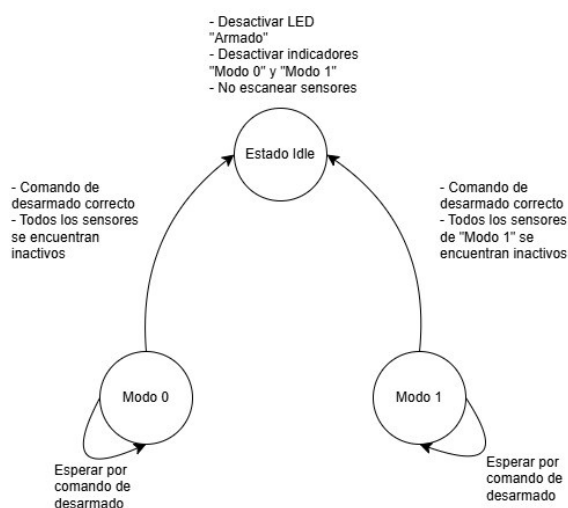 - Desactivar LED
"Armado"
- Desactivar indicadores
"Modo 0" y "Modo 1"
- No escanear sensores
Estado Idle
- Comando de
desarmado correcto
- Todos los sensores
se encuentran
inactivos
- Comando de
desarmado correcto
- Todos los sensores
de "Modo 1" se
encuentran inactivos
Modo 0
Modo 1
Esperar por
comando de
desarmado
Esperar por
comando de
desarmado